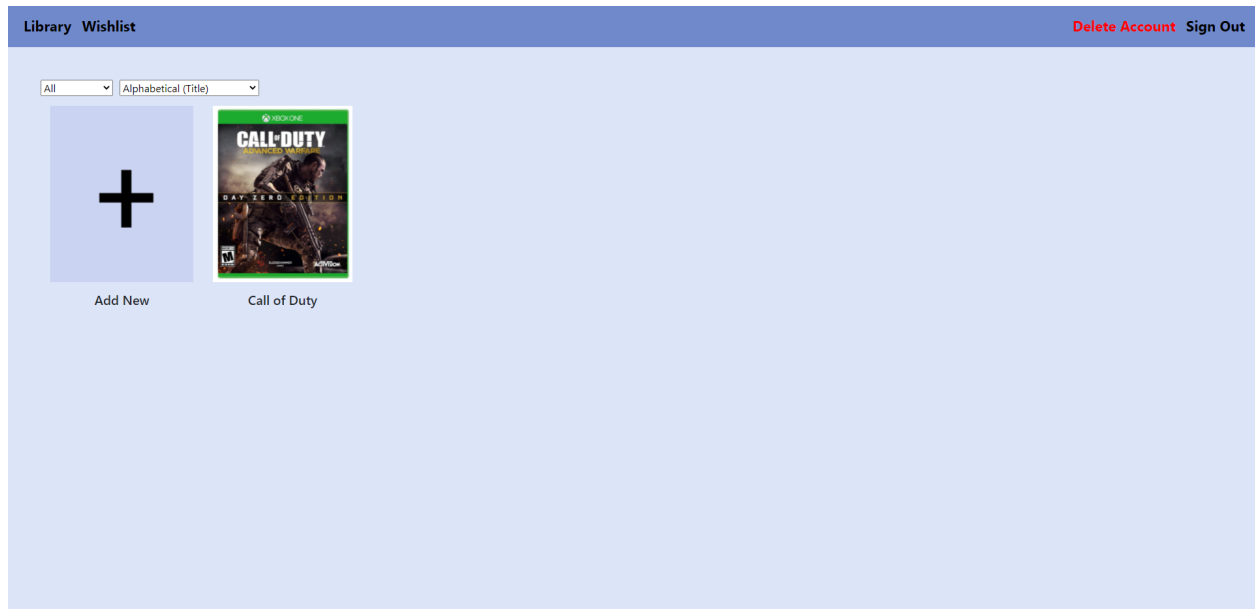 Library Wishlist Delete Account Sign Out
All Alphabetical (Title)
XBOX ONE
CALL OF DUTY
ADVANCED WARFARE
DAY ZERO EDITION
M
ACTIVISION
Add New Call of Duty